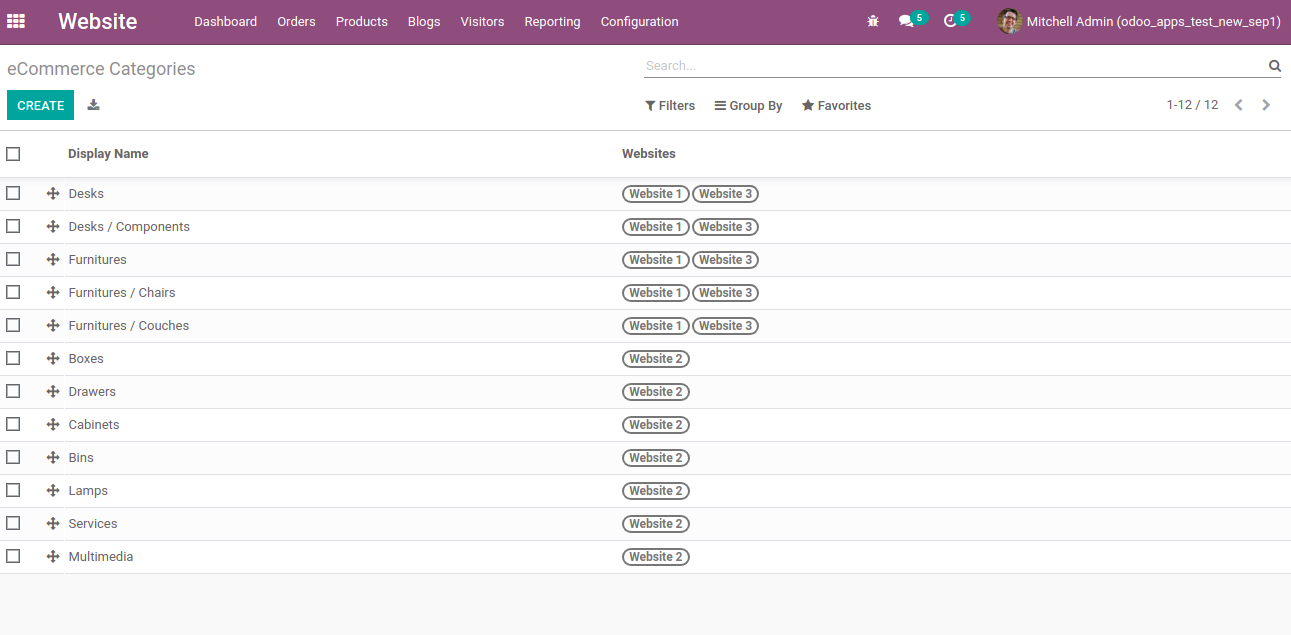 Website Dashboard Orders Products Blogs Visitors Reporting Configuration 5 5 Mitchell Admin (odoo_apps_test_new_sep1)
eCommerce Categories Search...
CREATE Filters Group By Favorites 1-12 / 12
Display Name Websites
Desks Website 1 Website 3
Desks / Components Website 1 Website 3
Furnitures Website 1 Website 3
Furnitures / Chairs Website 1 Website 3
Furnitures / Couches Website 1 Website 3
Boxes Website 2
Drawers Website 2
Cabinets Website 2
Bins Website 2
Lamps Website 2
Services Website 2
Multimedia Website 2